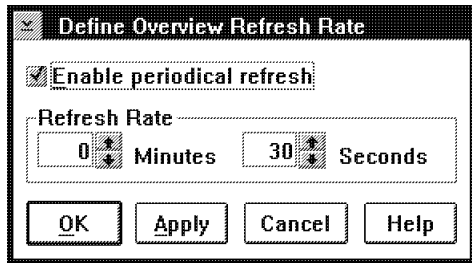 Define Overview Refresh Rate
Enable periodical refresh
Refresh Rate
0 Minutes 30 Seconds
OK Apply Cancel Help